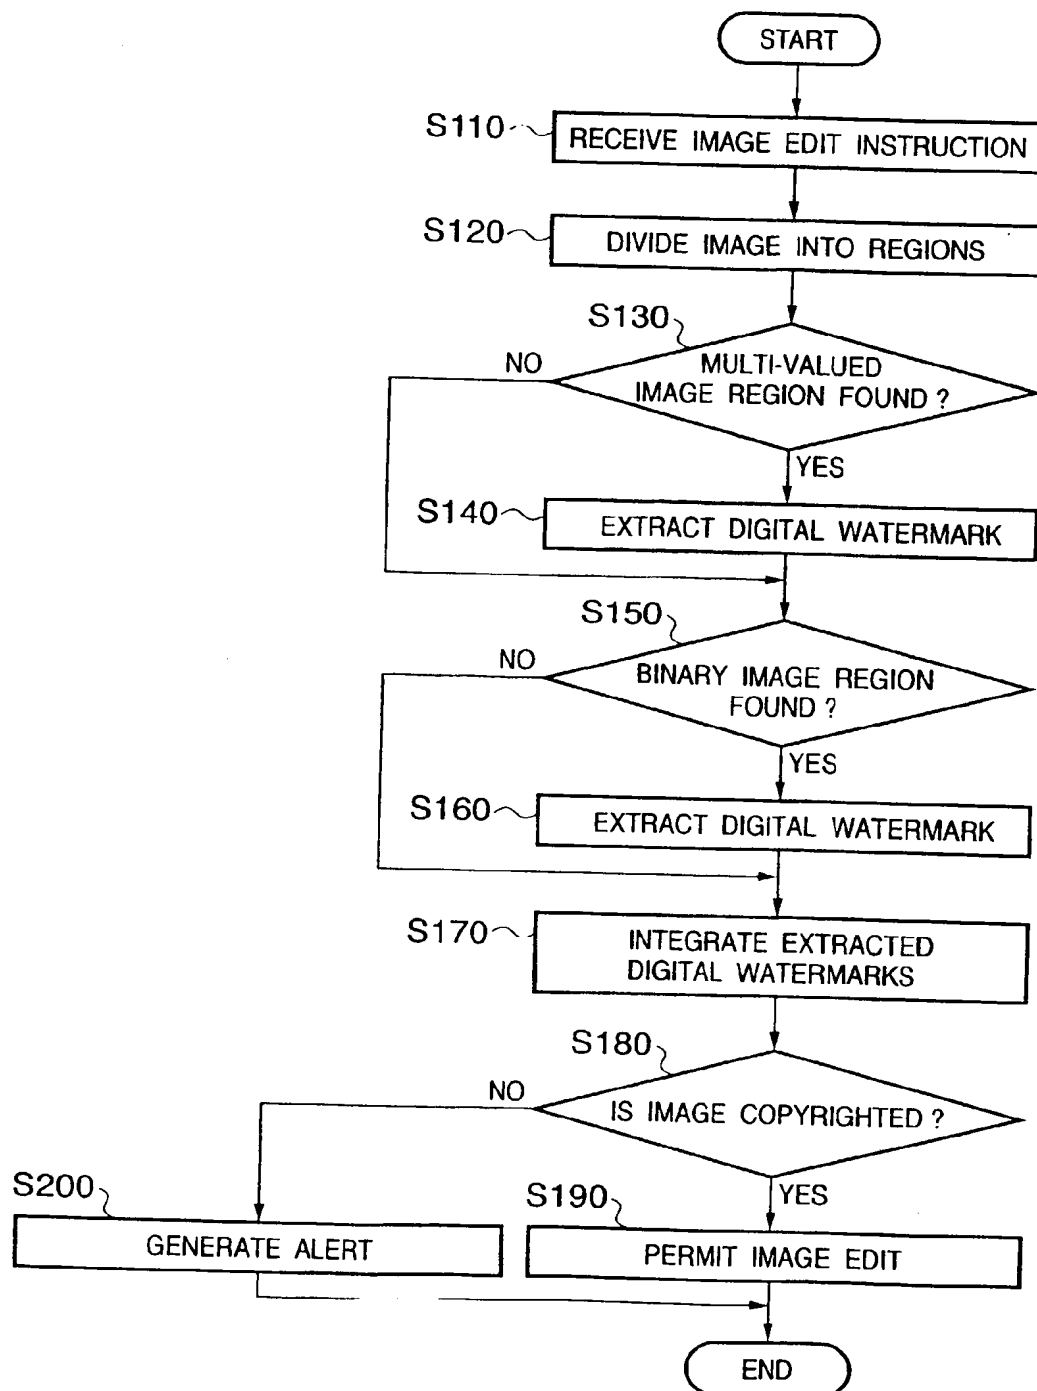 START
S110
RECEIVE IMAGE EDIT INSTRUCTION
S120
DIVIDE IMAGE INTO REGIONS
S130
NO
MULTI-VALUED
IMAGE REGION FOUND ?
YES
S140
EXTRACT DIGITAL WATERMARK
S150
NO
BINARY IMAGE REGION
FOUND ?
YES
S160
EXTRACT DIGITAL WATERMARK
S170
INTEGRATE EXTRACTED
DIGITAL WATERMARKS
S180
NO
IS IMAGE COPYRIGHTED ?
YES
S200
S190
GENERATE ALERT
PERMIT IMAGE EDIT
END